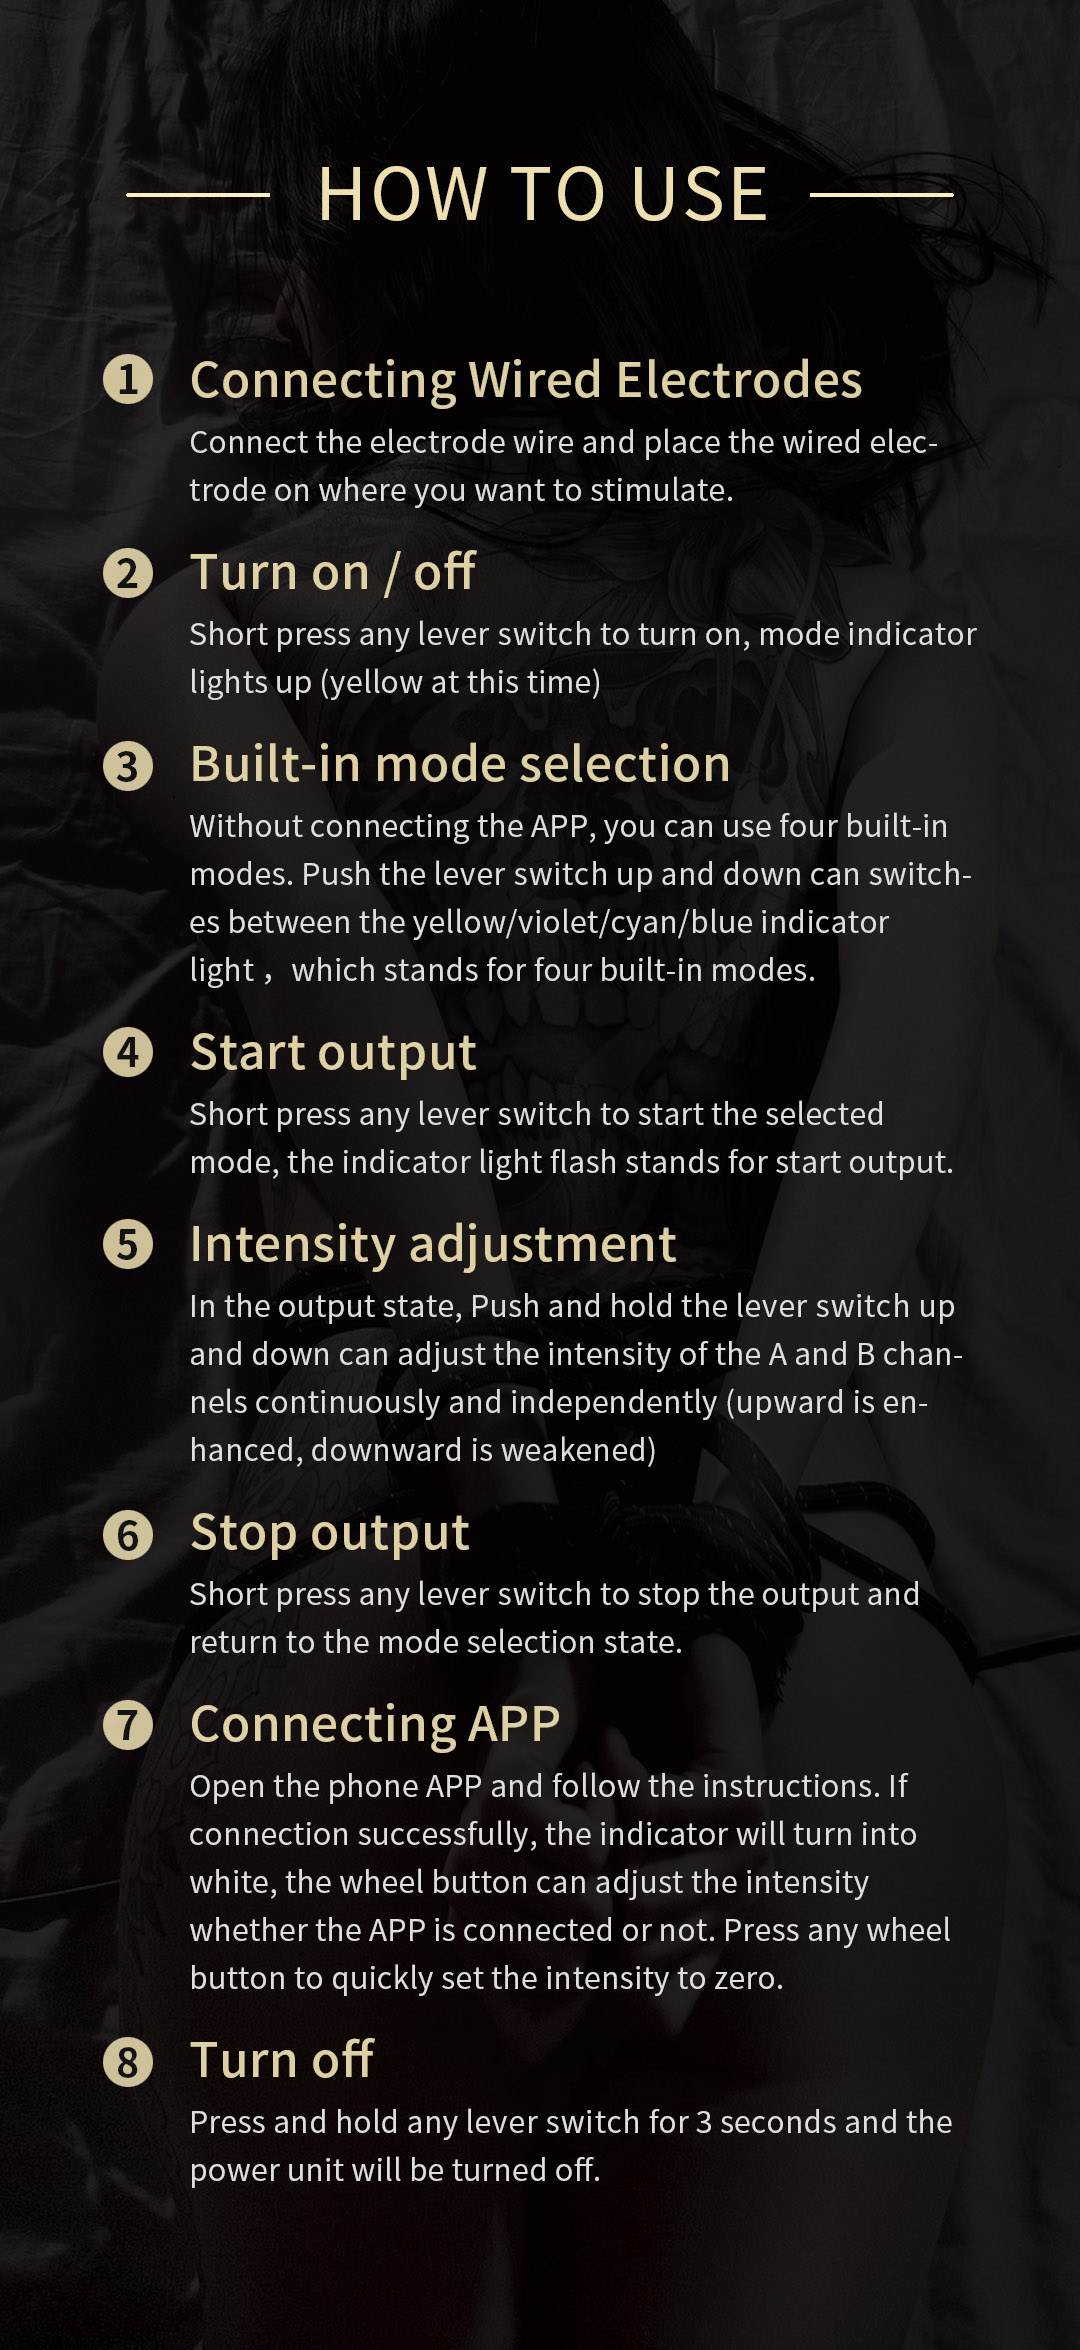 HOW TO USE
1 Connecting Wired Electrodes
Connect the electrode wire and place the wired elec-
trode on where you want to stimulate.
2 Turn on / off
Short press any lever switch to turn on, mode indicator
lights up (yellow at this time)
3 Built-in mode selection
Without connecting the APP, you can use four built-in
modes. Push the lever switch up and down can switch-
es between the yellow/violet/cyan/blue indicator
light ， which stands for four built-in modes.
4 Start output
Short press any lever switch to start the selected
mode, the indicator light flash stands for start output.
5 Intensity adjustment
In the output state, Push and hold the lever switch up
and down can adjust the intensity of the A and B chan-
nels continuously and independently (upward is en-
hanced, downward is weakened)
6 Stop output
Short press any lever switch to stop the output and
return to the mode selection state.
7 Connecting APP
Open the phone APP and follow the instructions. If
connection successfully, the indicator will turn into
white, the wheel button can adjust the intensity
whether the APP is connected or not. Press any wheel
button to quickly set the intensity to zero.
8 Turn off
Press and hold any lever switch for 3 seconds and the
power unit will be turned off.